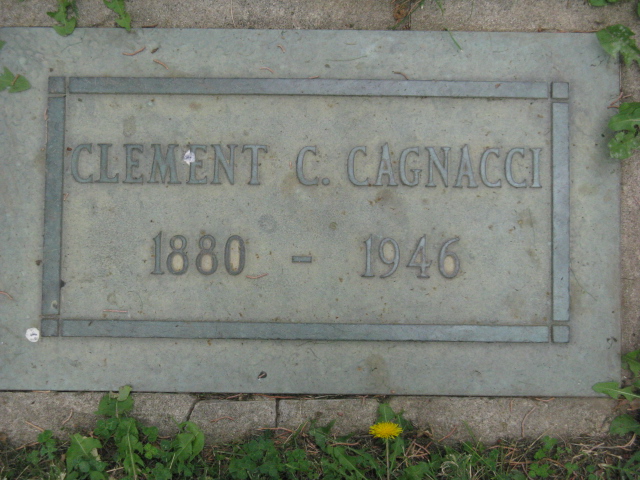 CLEMENT C. CAGNACCI
1880 - 1946